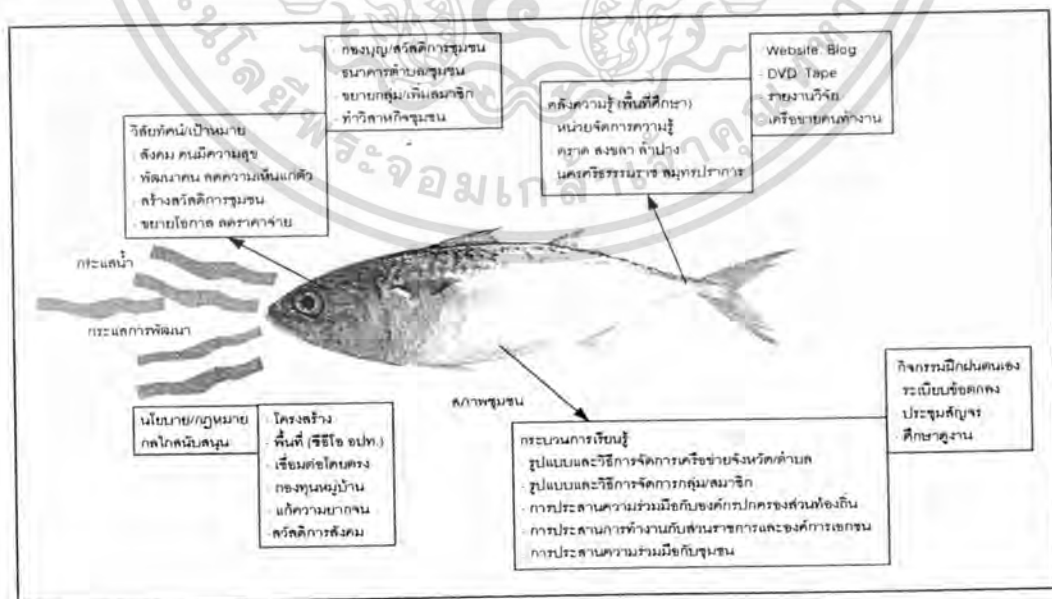 กองบุญ/สวัสดิการชุมชน
- ธนาคารตำบล/ชุมชน
- ขยายกลุ่ม/เพิ่มสมาชิก
- ทำวิสาหกิจชุมชน
Website Blog
- DVD Tape
- รายงานวิจัย
- เครือข่ายคนทำงาน
คลังความรู้ (พื้นที่ศึกษา)
หน่วยจัดการความรู้
ตราด สงขลา ลำปาง
นครศรีธรรมราช สมุทรปราการ
วิสัยทัศน์/เป้าหมาย
- สังคม คนมีความสุข
- พัฒนาคน ลดความเห็นแก่ตัว
- สร้างสวัสดิการชุมชน
- ขยายโอกาส ลดราคาจ่าย
พระจอมเกล้าเจ้าคุณท
กระแสน้ำ
กระแสการพัฒนา
สภาพชุมชน
นโยบาย/กฎหมาย
กลไกสนับสนุน
- โครงสร้าง
- พื้นที่ (ซีอีโอ อปท.)
- เชื่อมต่อโดยตรง
กองทุนหมู่บ้าน
- แก้ความยากจน
- สวัสดิการสังคม
กระบวนการเรียนรู้
- รูปแบบและวิธีการจัดการเครือข่ายจังหวัด/ตำบล
- รูปแบบและวิธีการจัดการกลุ่ม/สมาชิก
- การประสานความร่วมมือกับองค์กรปกครองส่วนท้องถิ่น
- การประสานการทำงานกับส่วนราชการและองค์การเอกชน
การประสานความร่วมมือกับชุมชน
กิจกรรมฝึกฝนตนเอง
ระเบียบข้อตกลง
- ประชุมสัญจร
- ศึกษาดูงาน